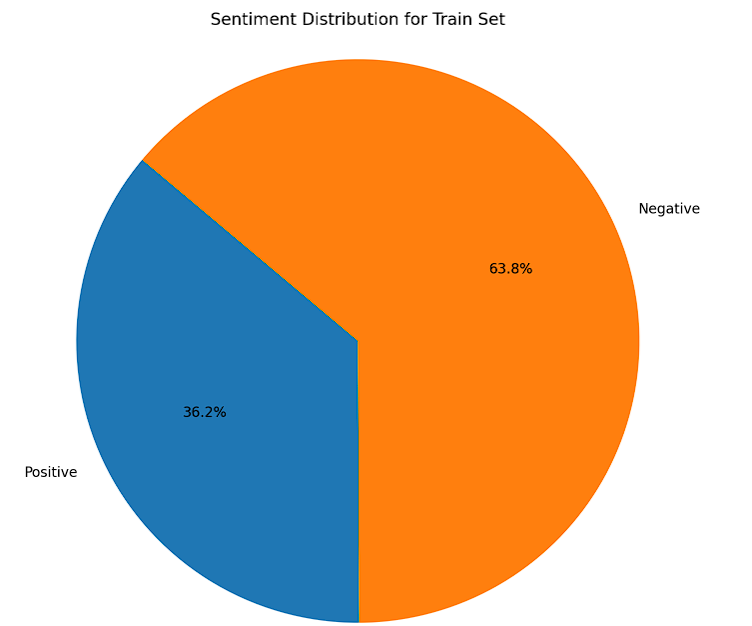 Sentiment Distribution for Train Set
Negative
63.8%
36.2%
Positive